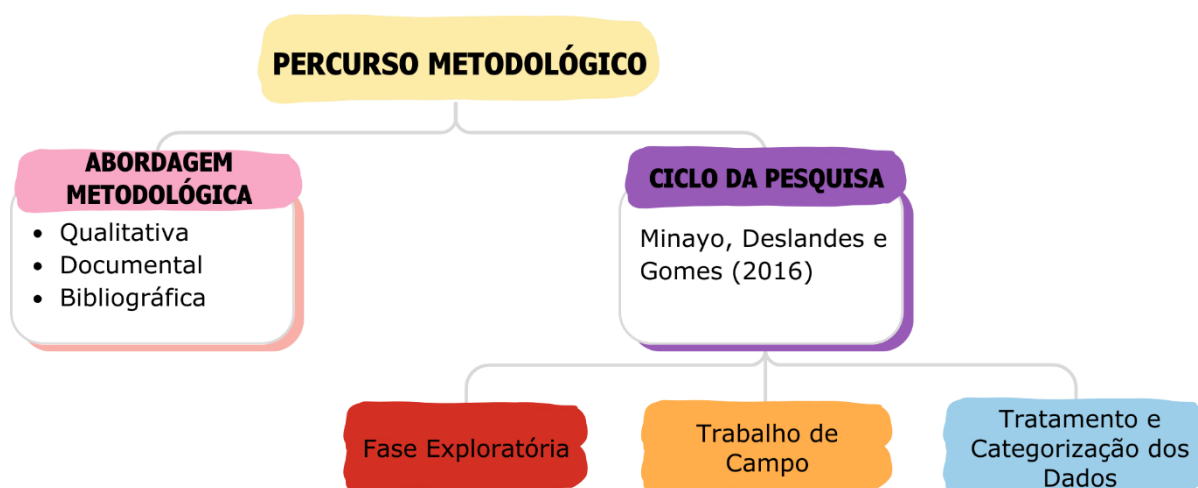 PERCURSO METODOLÓGICO
ABORDAGEM
METODOLÓGICA
• Qualitativa
• Documental
• Bibliográfica
CICLO DA PESQUISA
Minayo, Deslandes e
Gomes (2016)
Fase Exploratória
Trabalho de
Campo
Tratamento e
Categorização dos
Dados